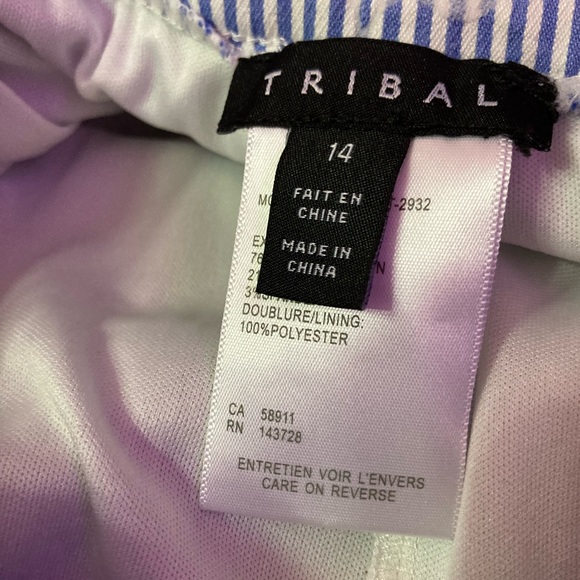 TRIBAL
14
FAIT EN
CHINE
MADE IN
CHINA
-2932
DOUBLURE/LINING:
100%POLYESTER
CA 58911
RN 143728
ENTRETIEN VOIR L'ENVERS
CARE ON REVERSE